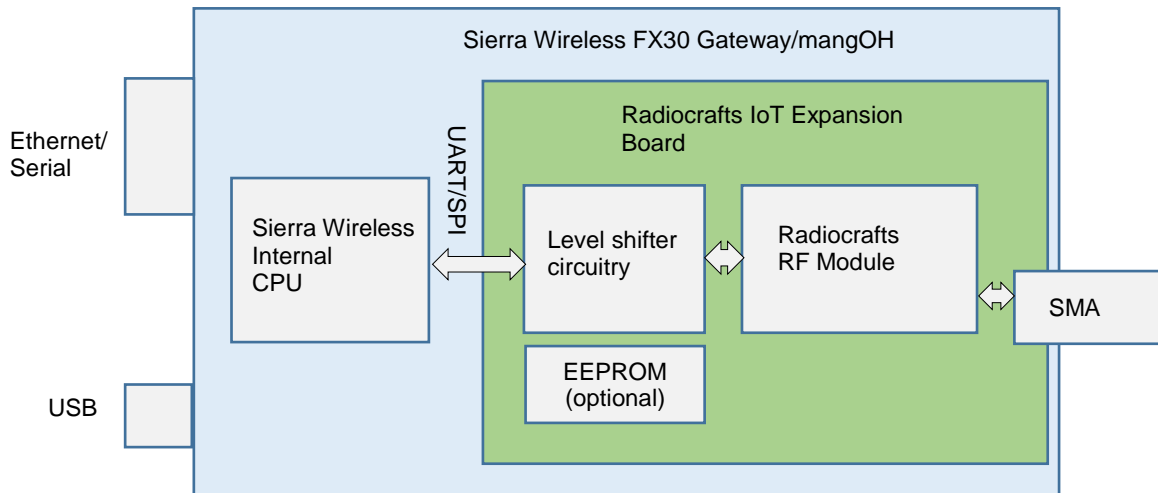 Sierra Wireless FX30 Gateway/mangOH
Radiocrafts IoT Expansion
Board
Ethernet/
Serial
UART/SPI
Sierra Wireless
Internal
CPU
Level shifter
circuitry
Radiocrafts
RF Module
SMA
EEPROM
(optional)
USB